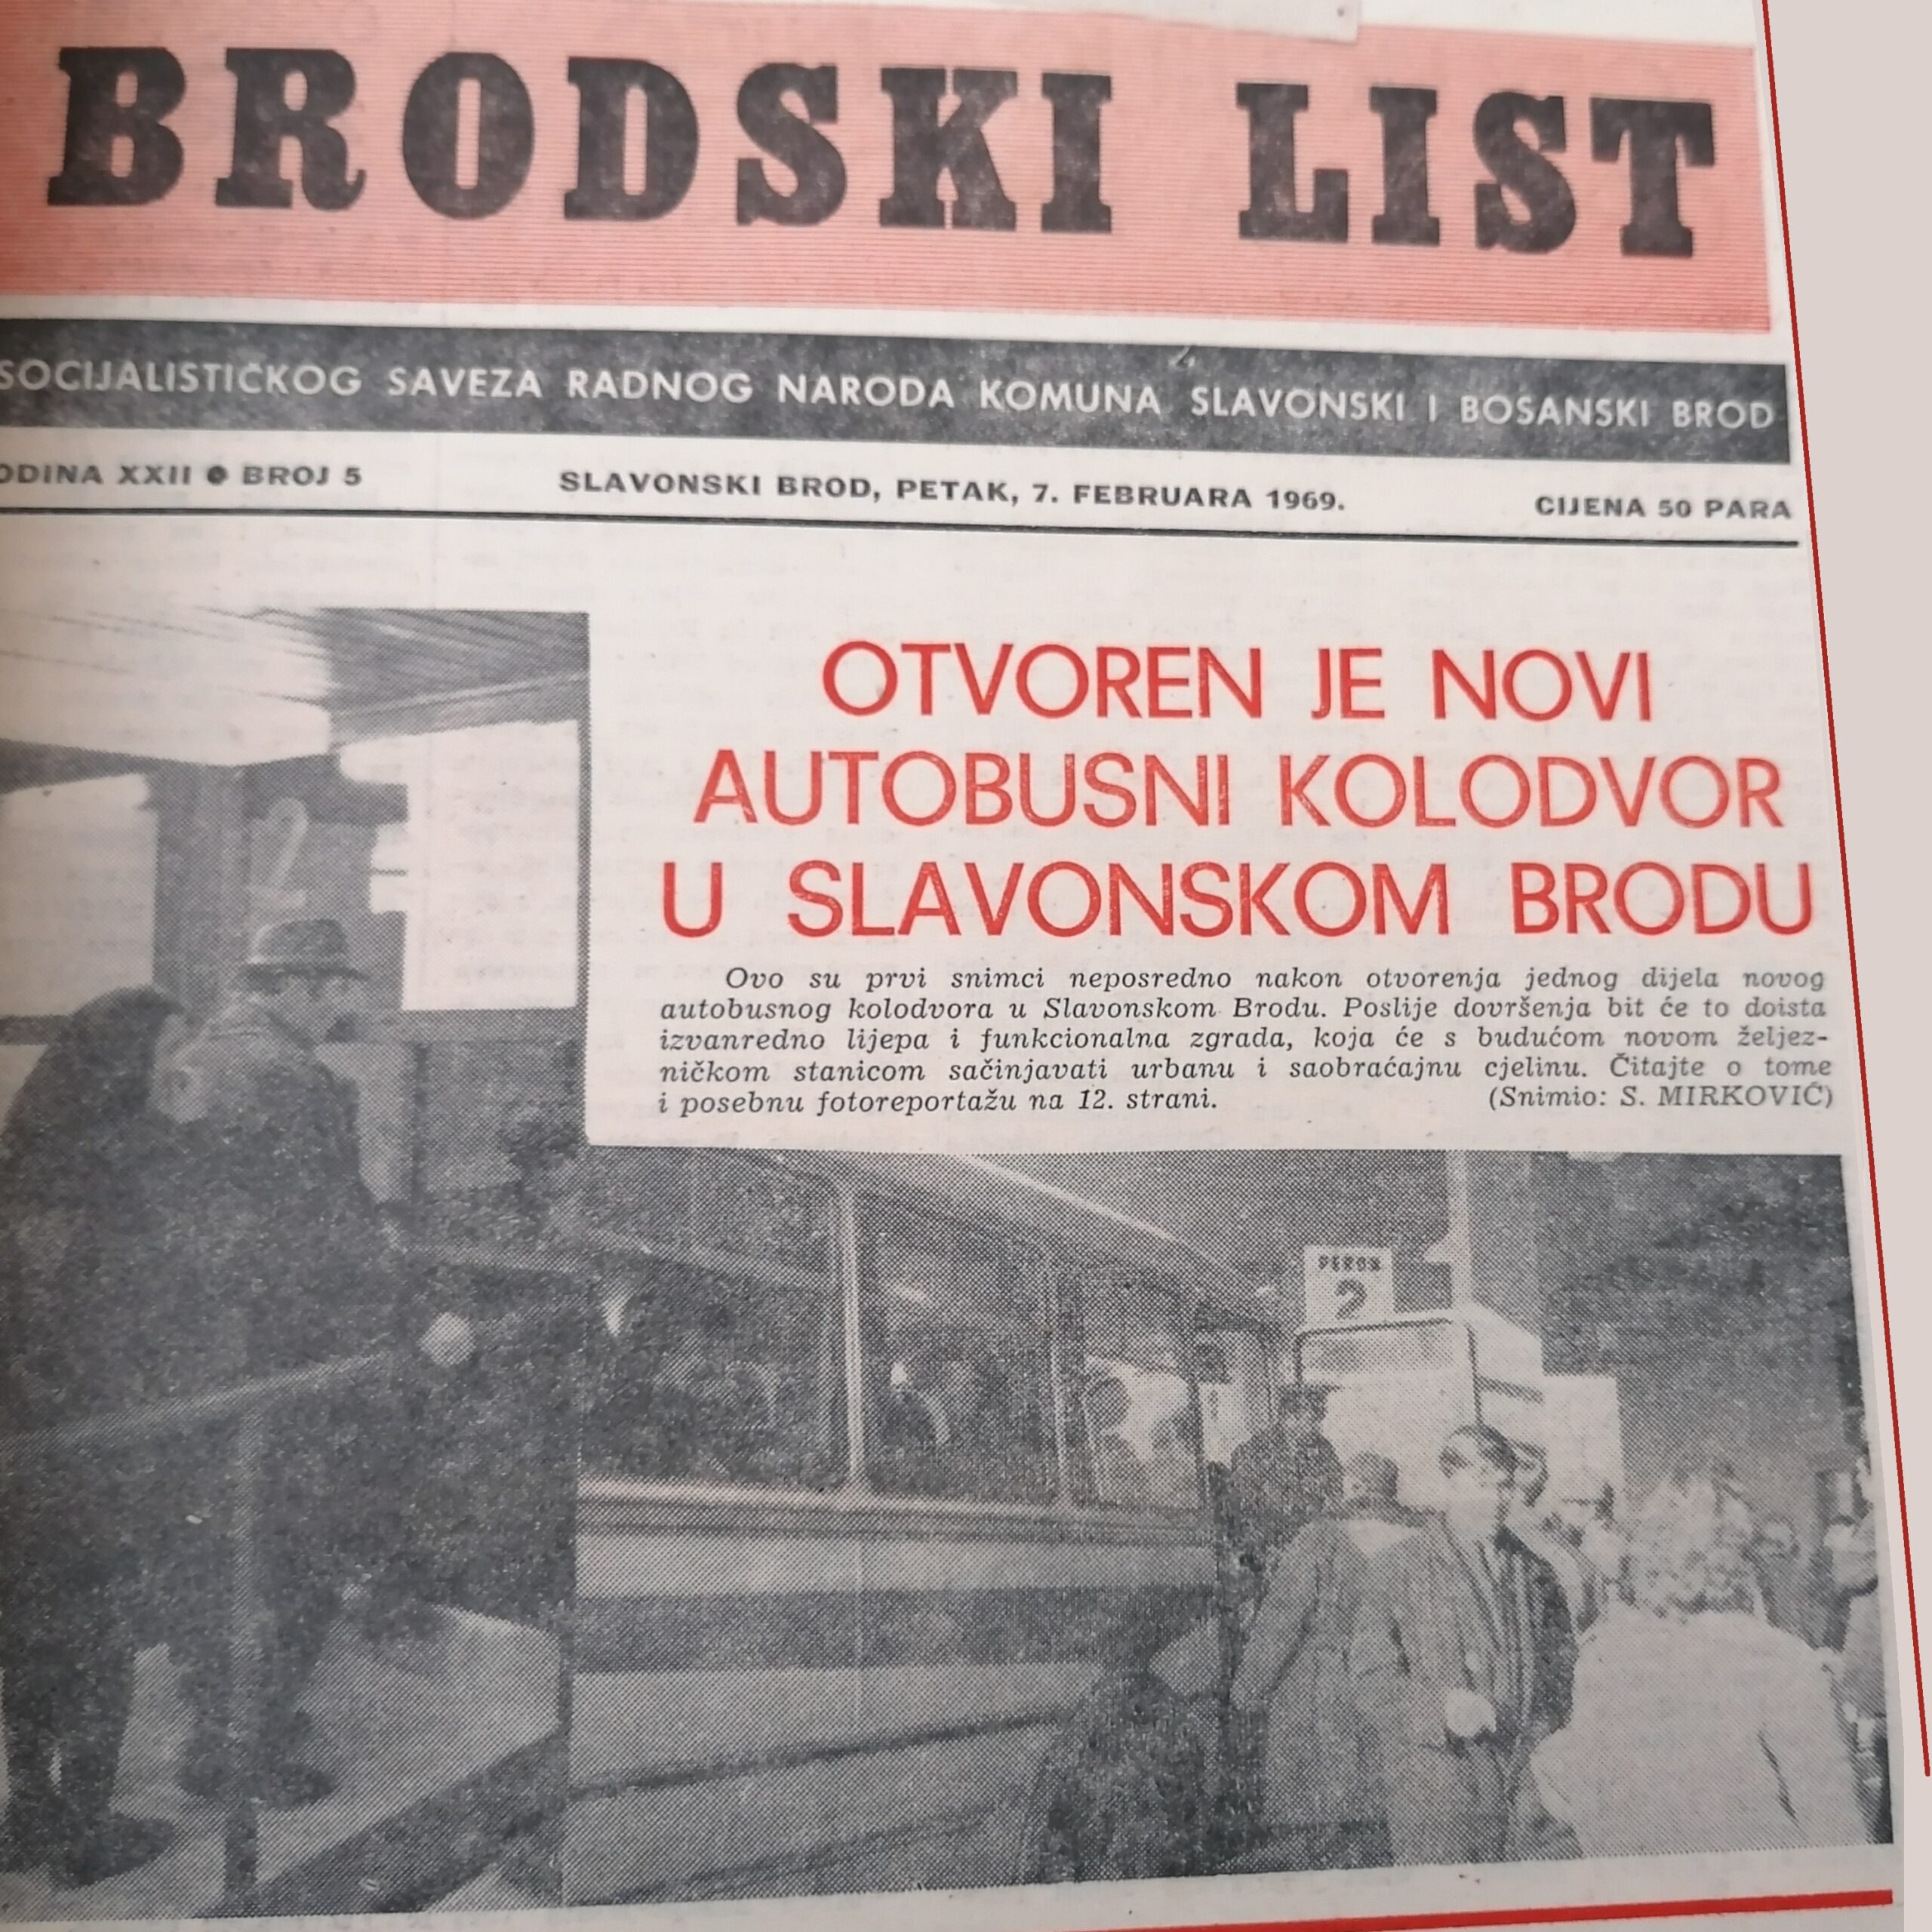 BRODSKI LIST
SOCIJALISTIČKOG SAVEZA RADNOG NARODA KOMUNA SLAVONSKI I BOSANSKI BROD
ODINA XXII ● BROJ 5 SLAVONSKI BROD, PETAK, 7. FEBRUARA 1969. CIJENA 50 PARA
OTVOREN JE NOVI
AUTOBUSNI KOLODVOR
U SLAVONSKOM BRODU
Ovo su prvi snimci neposredno nakon otvorenja jednog dijela novog
autobusnog kolodvora u Slavonskom Brodu. Poslije dovršenja bit će to doista
izvanredno lijepa i funkcionalna zgrada, koja će s budućom novom željez-
ničkom stanicom sačinjavati urbanu i saobraćajnu cjelinu. Čitajte o tome
i posebnu fotoreportažu na 12. strani. (Snimio: S. MIRKOVIĆ)
2
PERON
2